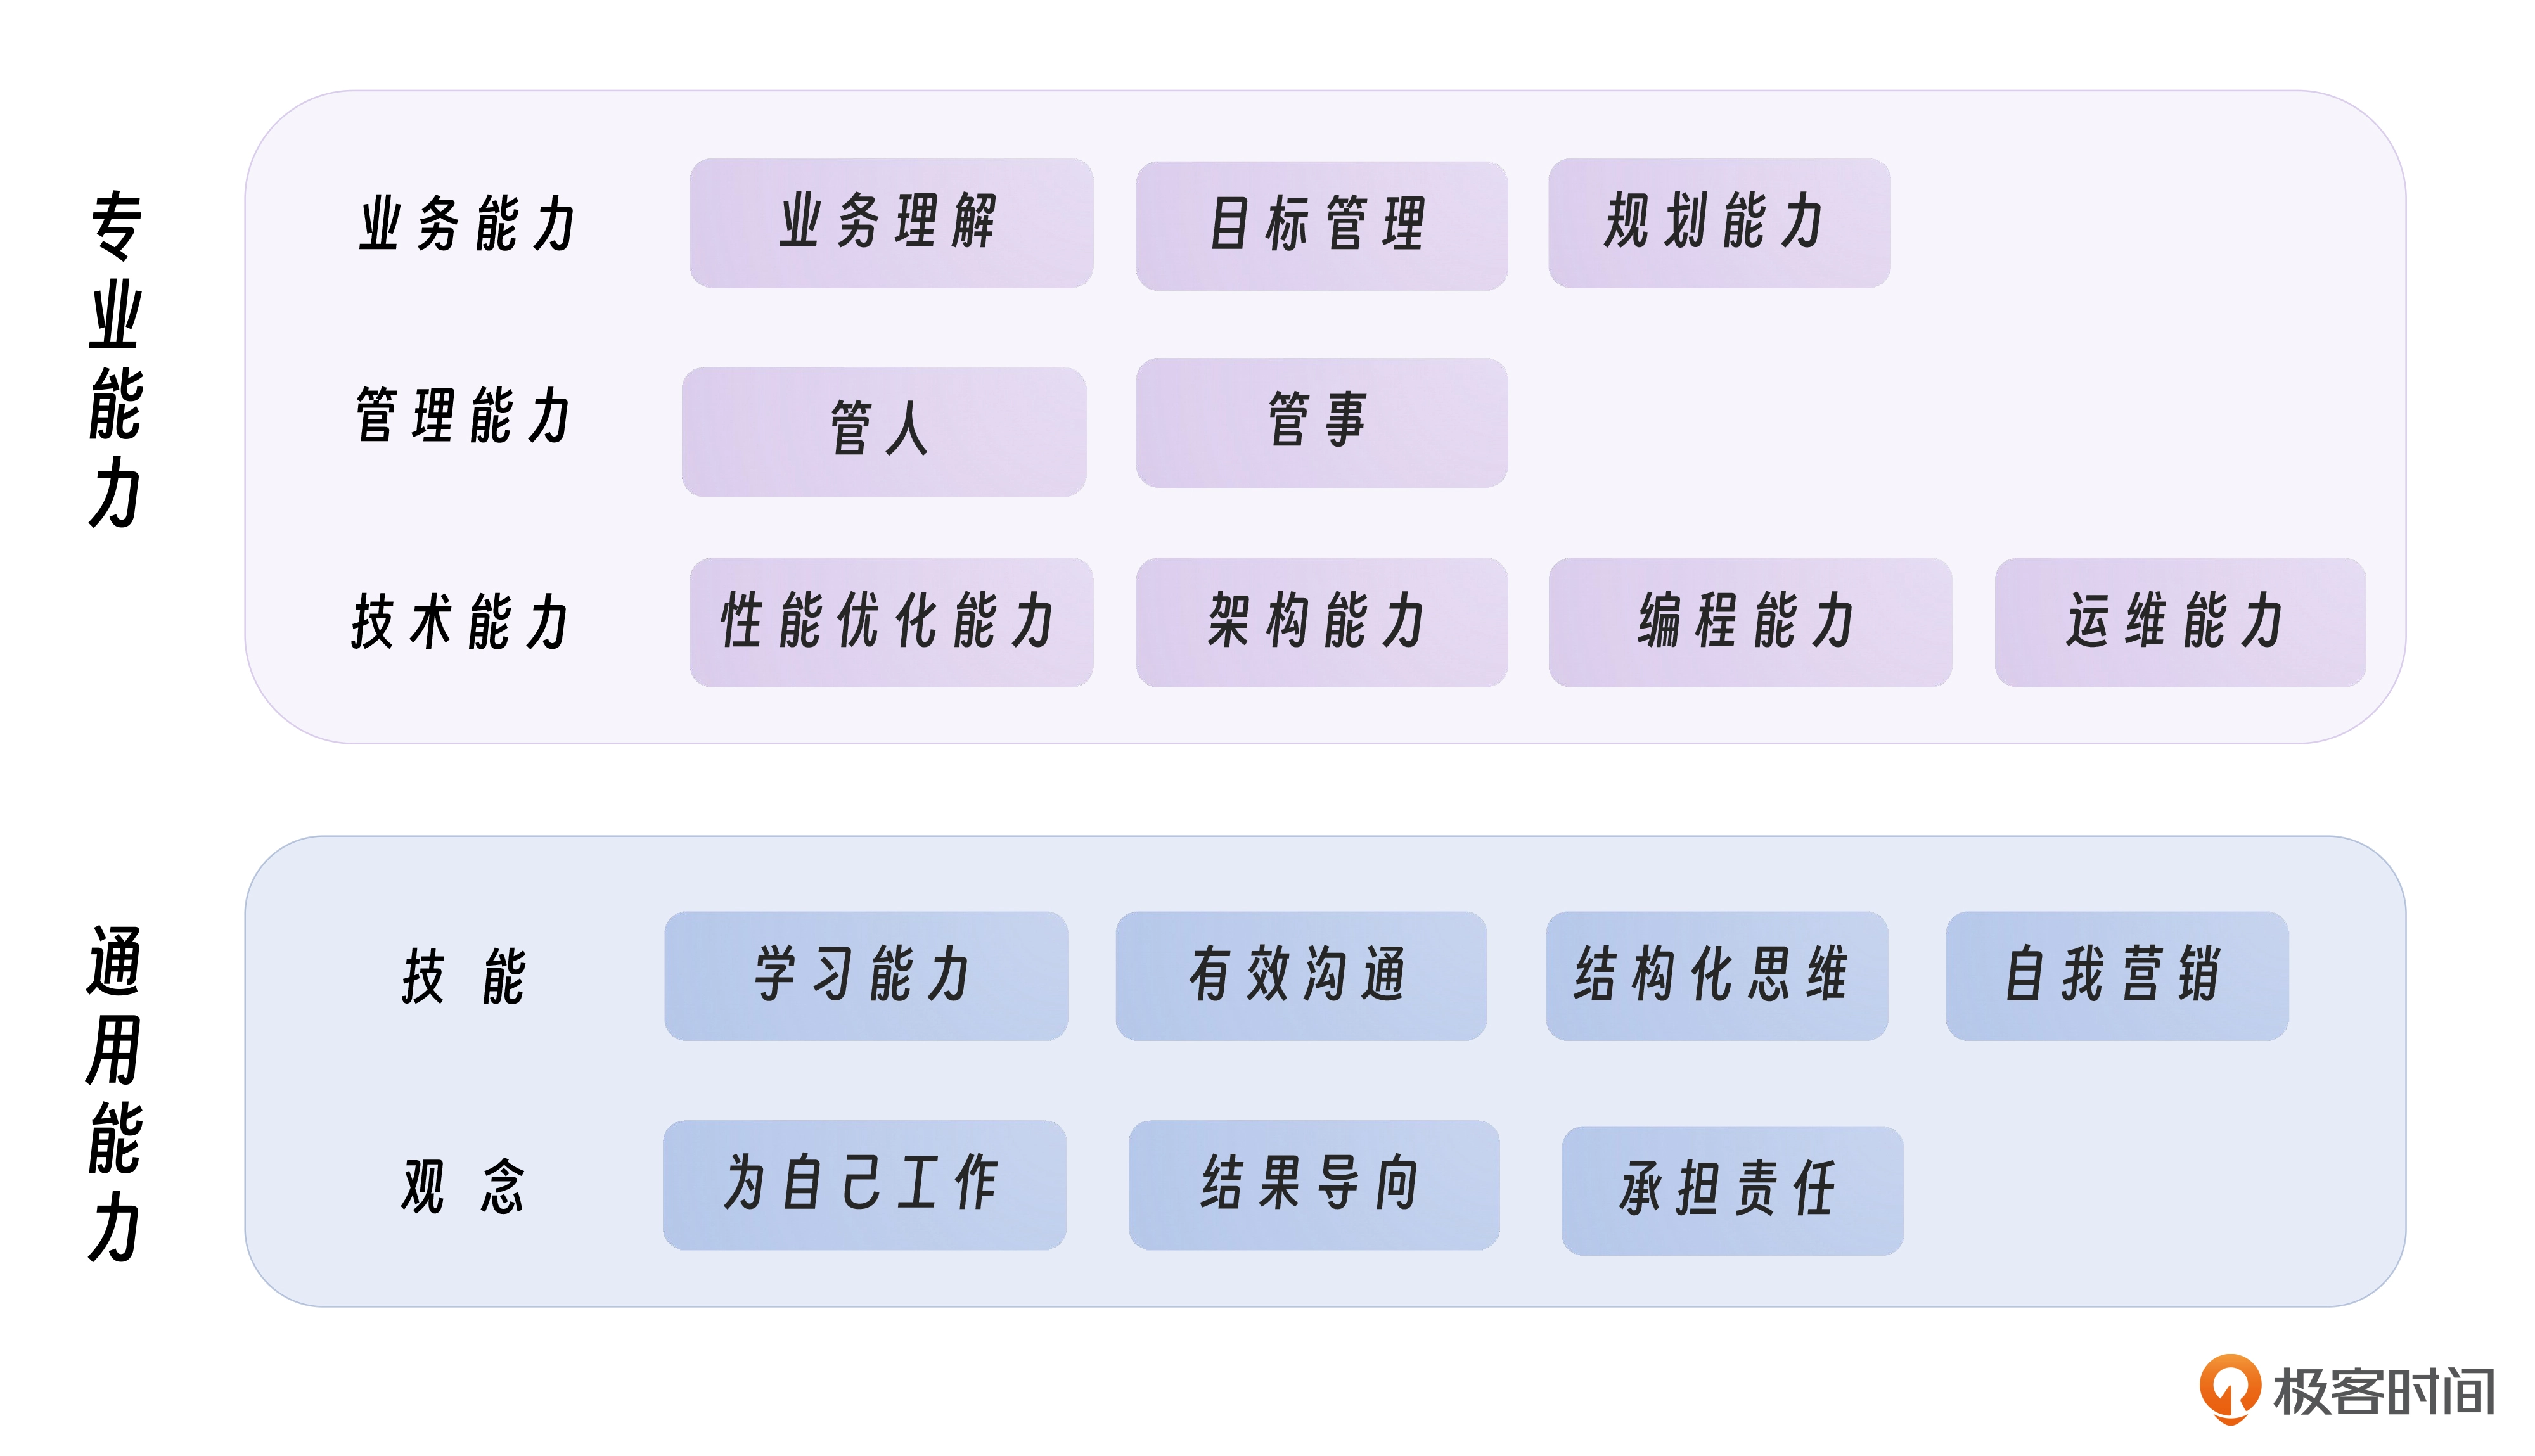 专业能力
业务能力 业务理解 目标管理 规划能力
管理能力 管人 管事
技术能力 性能优化能力 架构能力 编程能力 运维能力
通用能力
技能 学习能力 有效沟通 结构化思维 自我营销
观念 为自己工作 结果导向 承担责任
极客时间